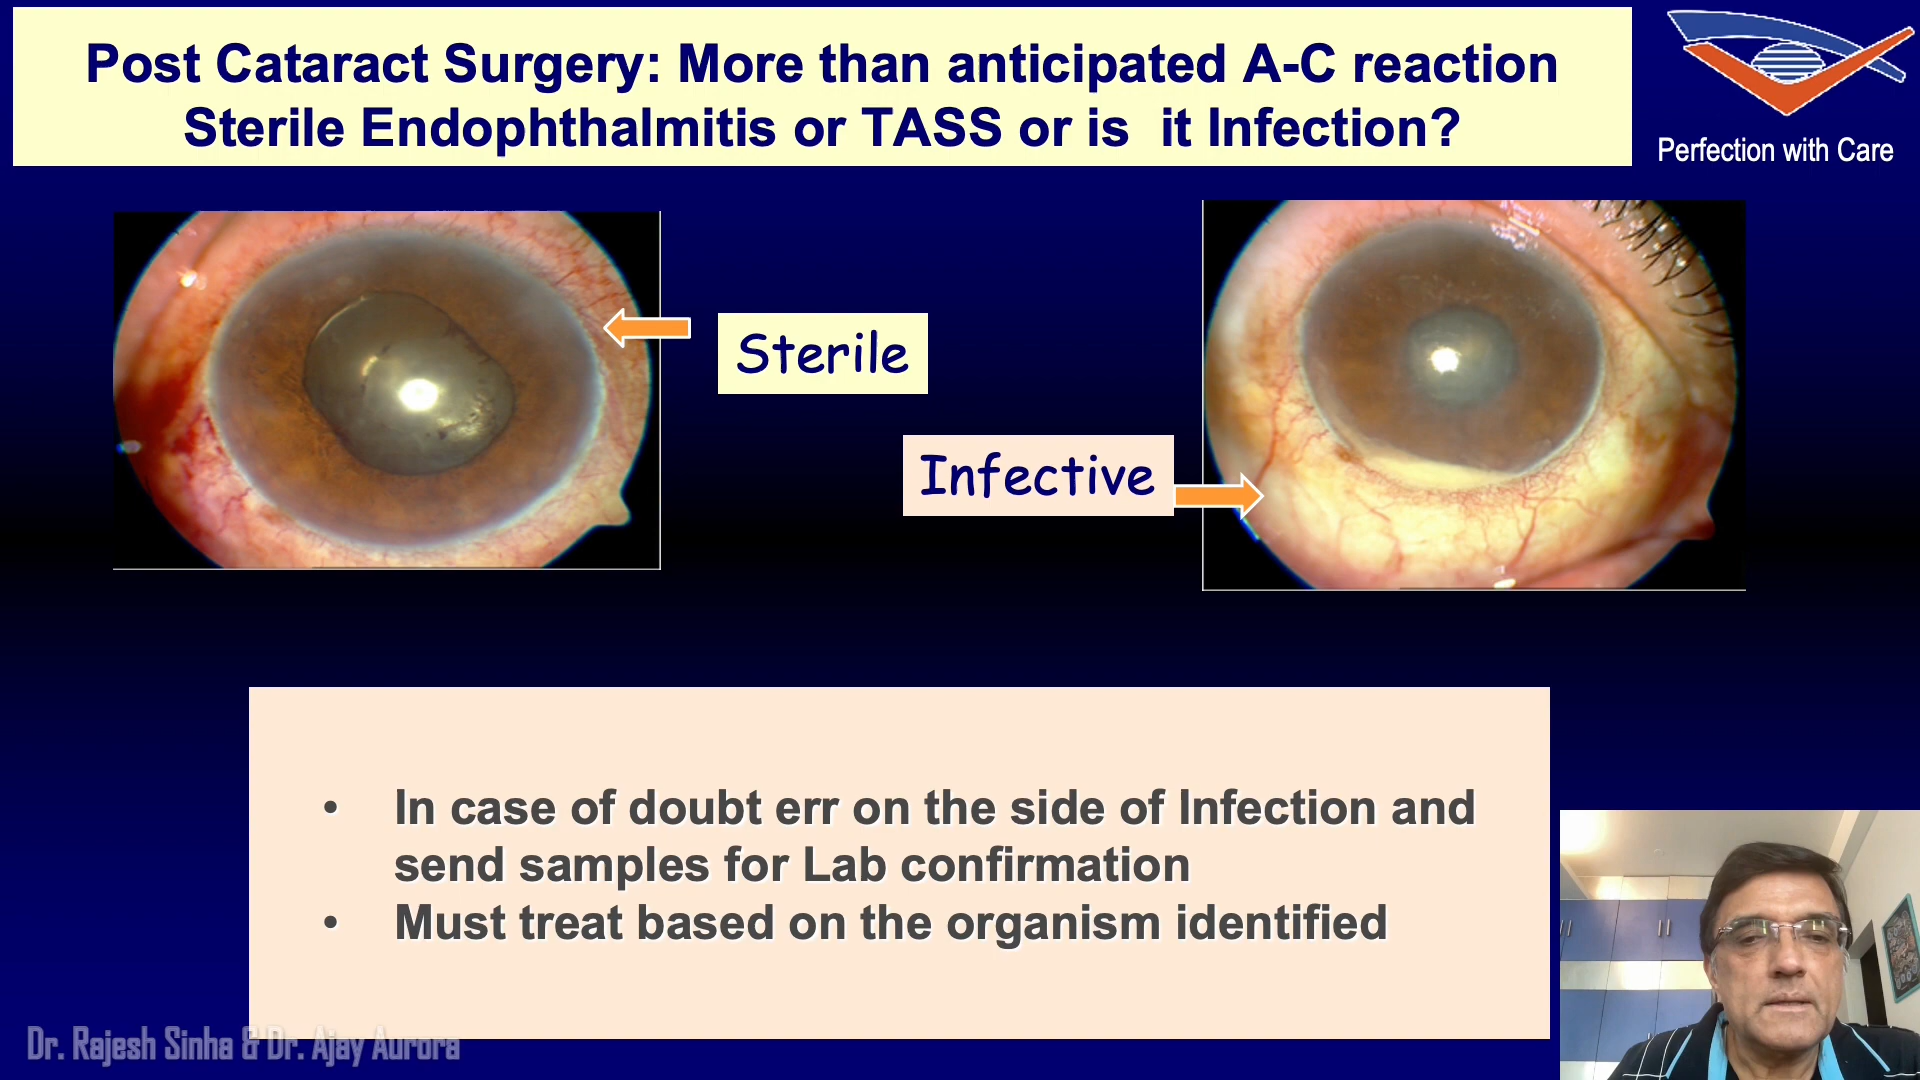 Post Cataract Surgery: More than anticipated A-C reaction
Sterile Endophthalmitis or TASS or is it Infection?
Perfection with Care
Sterile
Infective
• In case of doubt err on the side of Infection and
send samples for Lab confirmation
• Must treat based on the organism identified
Dr. Rajesh Sinha & Dr. Ajay Aurora